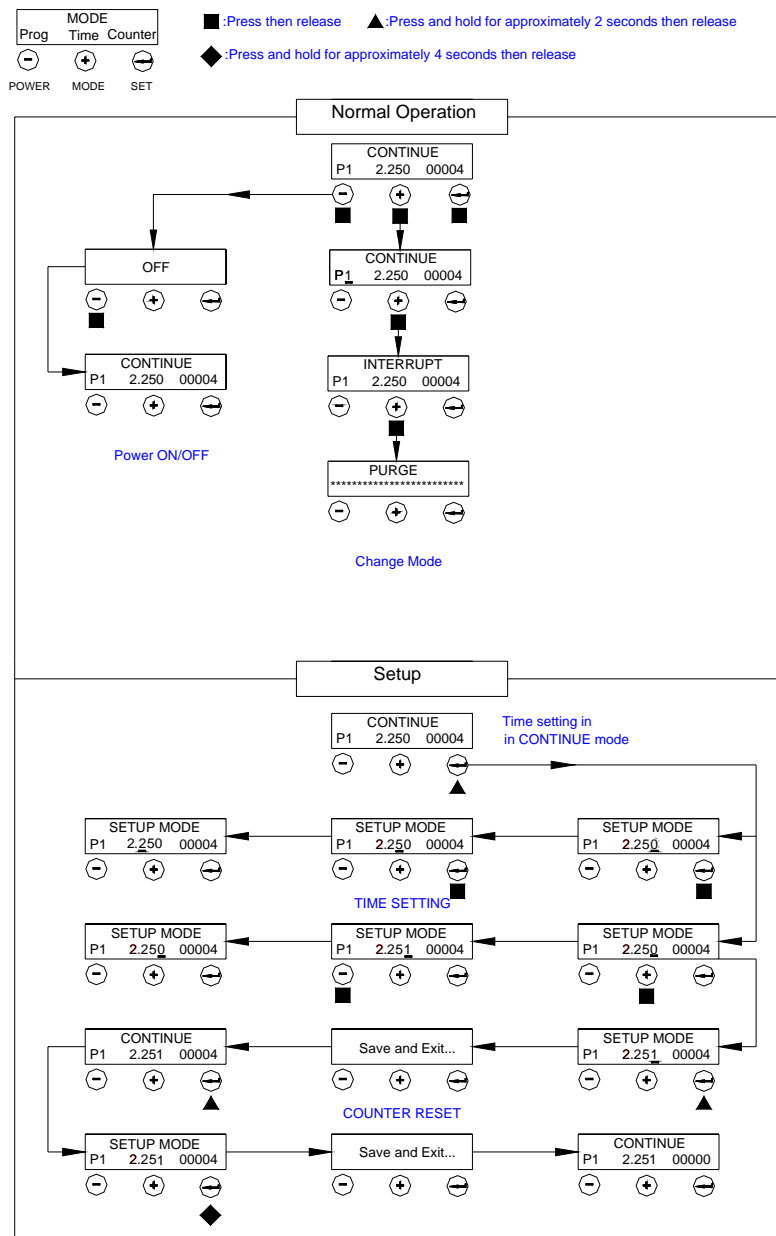 MODE
Prog Time Counter
POWER MODE SET
:Press then release
:Press and hold for approximately 2 seconds then release
:Press and hold for approximately 4 seconds then release
Normal Operation
CONTINUE
P1 2.250 00004
OFF
CONTINUE
P1 2.250 00004
CONTINUE
P1 2.250 00004
INTERRUPT
P1 2.250 00004
Power ON/OFF
PURGE
*************************
Change Mode
Setup
CONTINUE
P1 2.250 00004
Time setting in
in CONTINUE mode
SETUP MODE
P1 2.250 00004
SETUP MODE
P1 2.250 00004
SETUP MODE
P1 2.250 00004
TIME SETTING
SETUP MODE
P1 2.250 00004
SETUP MODE
P1 2.251 00004
SETUP MODE
P1 2.250 00004
CONTINUE
P1 2.251 00004
Save and Exit...
SETUP MODE
P1 2.251 00004
COUNTER RESET
SETUP MODE
P1 2.251 00004
Save and Exit...
CONTINUE
P1 2.251 00000